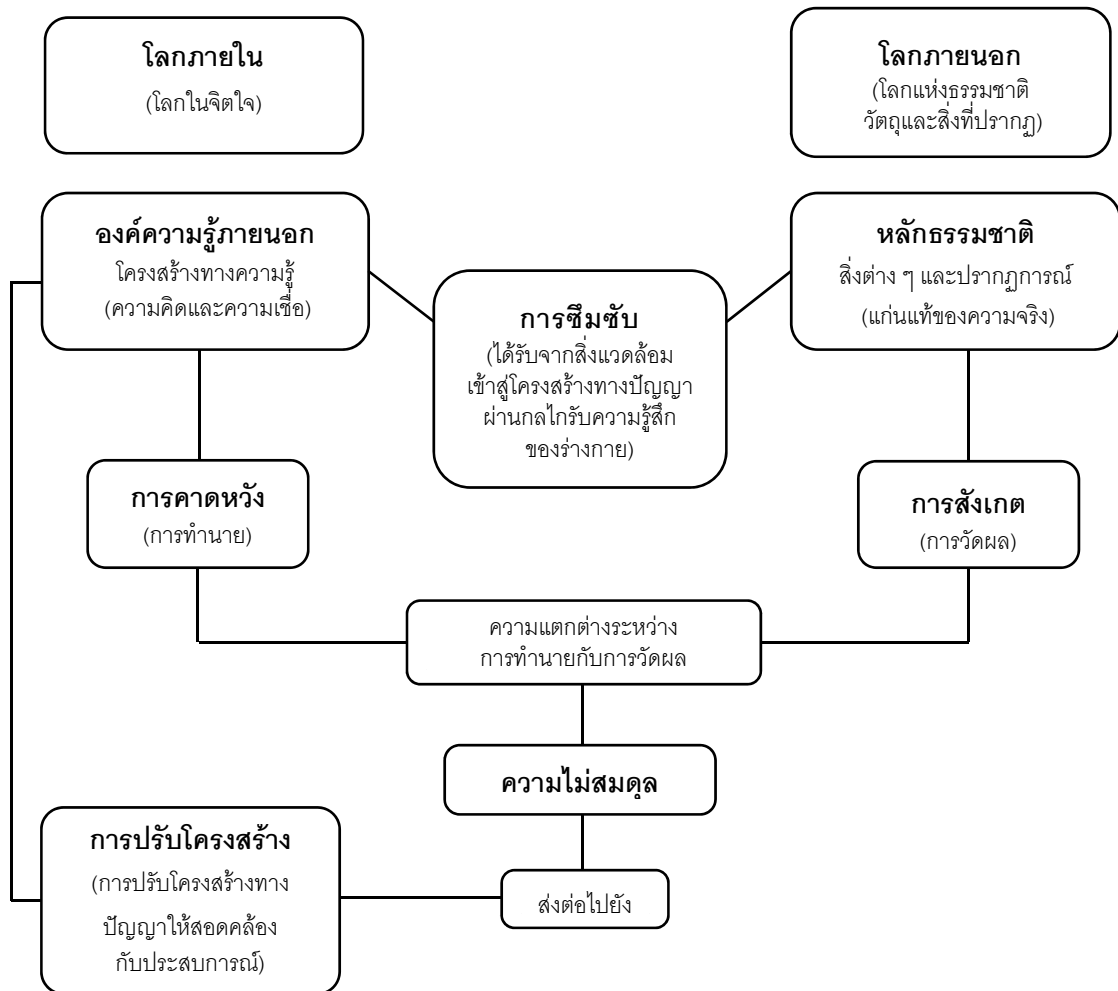 โลกภายใน
(โลกในจิตใจ)
โลกภายนอก
(โลกแห่งธรรมชาติ
วัตถุและสิ่งที่ปรากฏ)
องค์ความรู้ภายนอก
โครงสร้างทางความรู้
(ความคิดและความเชื่อ)
การซึมซับ
(ได้รับจากสิ่งแวดล้อม
เข้าสู่โครงสร้างทางปัญญา
ผ่านกลไกรับความรู้สึก
ของร่างกาย)
หลักธรรมชาติ
สิ่งต่าง ๆ และปรากฏการณ์
(แก่นแท้ของความจริง)
การคาดหวัง
(การทำนาย)
การสังเกต
(การวัดผล)
ความแตกต่างระหว่าง
การทำนายกับการวัดผล
ความไม่สมดุล
การปรับโครงสร้าง
(การปรับโครงสร้างทาง
ปัญญาให้สอดคล้อง
กับประสบการณ์)
ส่งต่อไปยัง